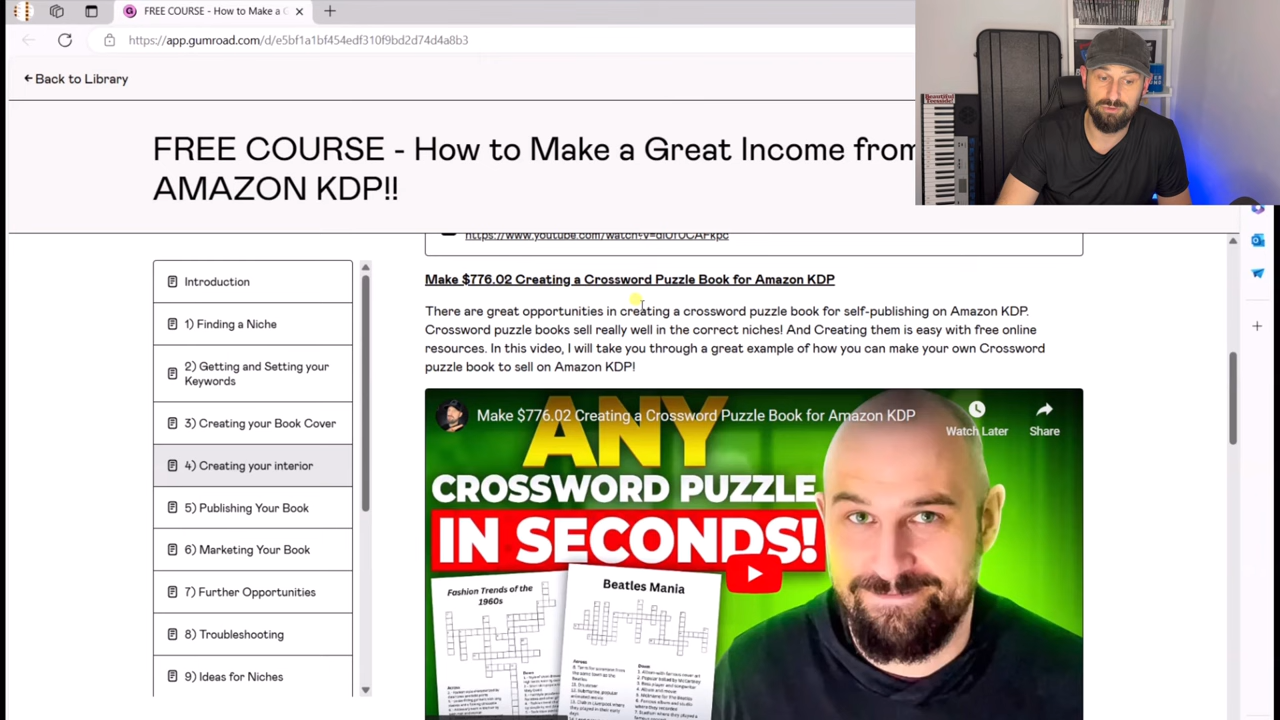 FREE COURSE - How to Make a G
https://app.gumroad.com/d/e5bf1a1bf454edf310f9bd2d74d4a8b3
Back to Library
FREE COURSE - How to Make a Great Income from
AMAZON KDP!!
Introduction
1) Finding a Niche
2) Getting and Setting your
Keywords
3) Creating your Book Cover
4) Creating your interior
5) Publishing Your Book
6) Marketing Your Book
7) Further Opportunities
8) Troubleshooting
9) Ideas for Niches
Make $776.02 Creating a Crossword Puzzle Book for Amazon KDP
There are great opportunities in creating a crossword puzzle book for self-publishing on Amazon KDP.
Crossword puzzle books sell really well in the correct niches! And Creating them is easy with free online
resources. In this video, I will take you through a great example of how you can make your own Crossword
puzzle book to sell on Amazon KDP!
Make $776.02 Creating a Crossword Puzzle Book for Amazon KDP
Watch Later
Share
ANY
CROSSWORD PUZZLE
IN SECONDS!
Fashion Trends of the
1960s
Beatles Mania